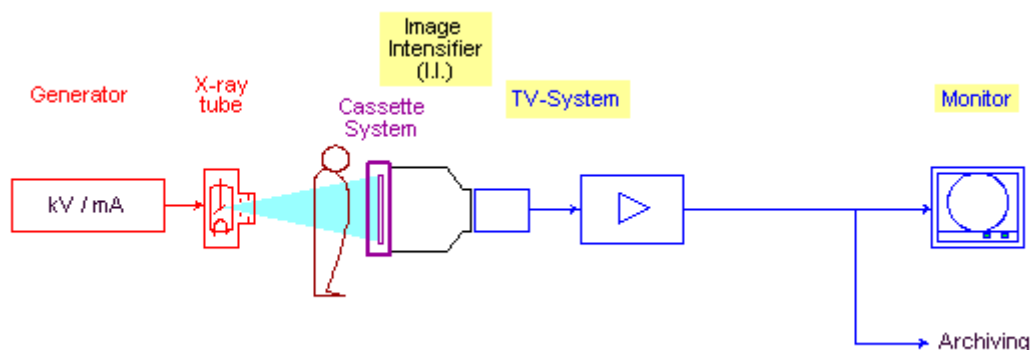 Image
Intensifier
(I.I.)
Generator
X-ray
tube
Cassette
System
TV-System
Monitor
kV / mA
Archiving